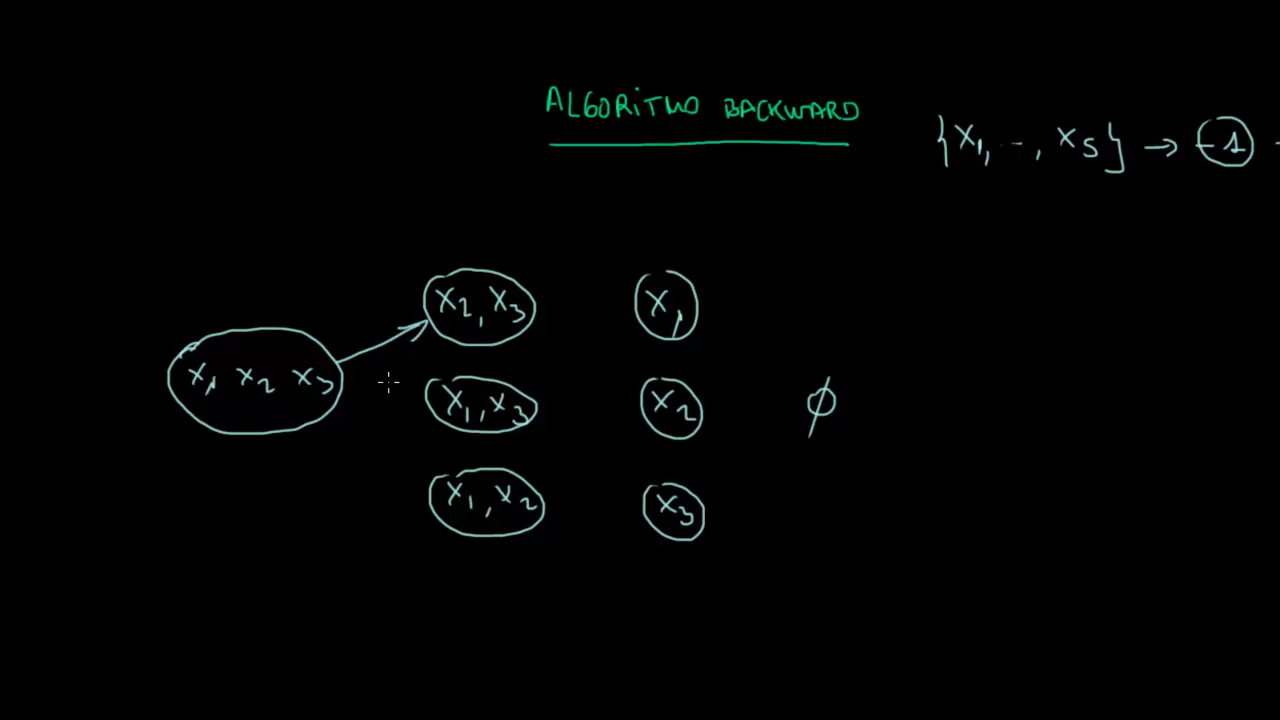 ALGORITMO BACKWARD
{x1, .., x5} → -1
x2, x3
x1
x1 x2 x3
x1, x3
x2
∅
x1, x2
x3